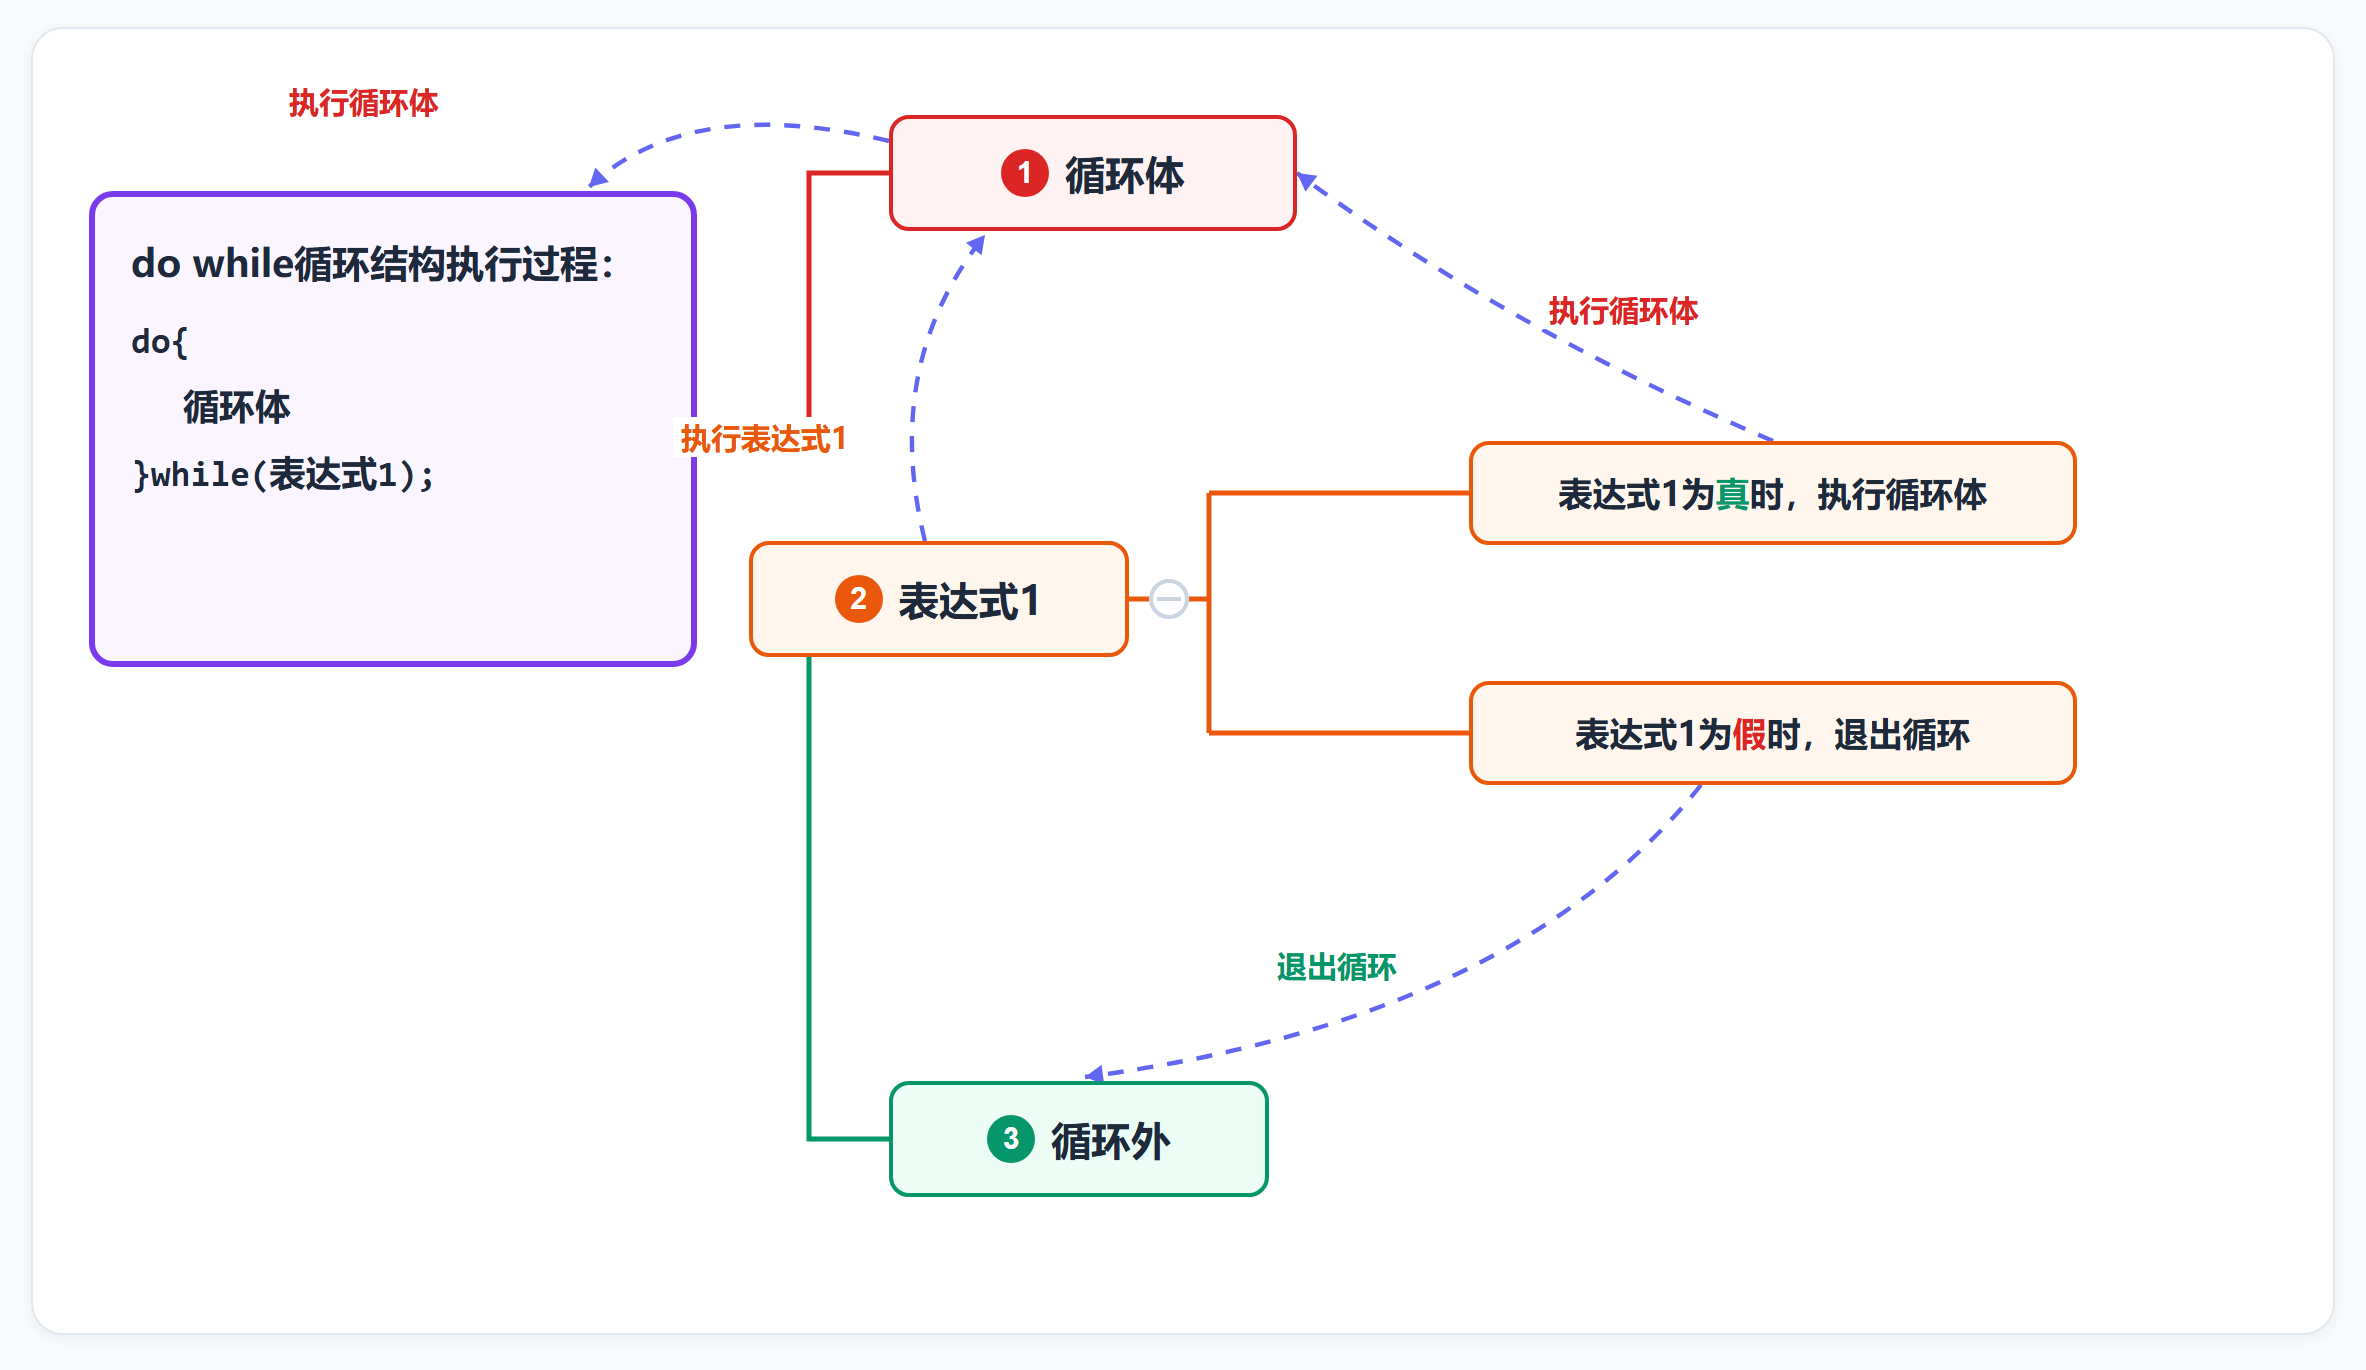 执行循环体
1 循环体
do while循环结构执行过程：
do{
循环体
}while(表达式1);
执行循环体
执行表达式1
表达式1为真时，执行循环体
2 表达式1
表达式1为假时，退出循环
退出循环
3 循环外